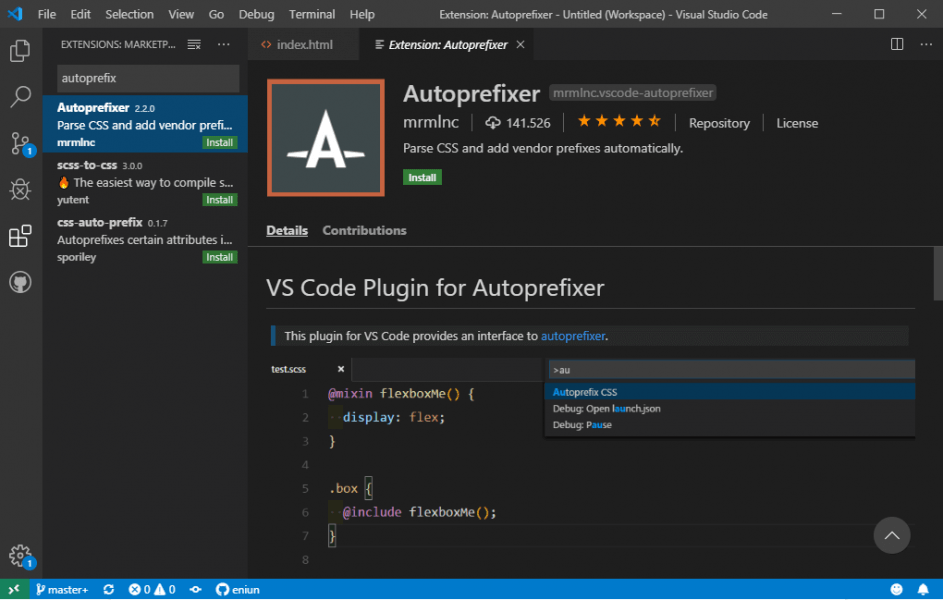 File Edit Selection View Go Debug Terminal Help Extension: Autoprefixer - Untitled (Workspace) - Visual Studio Code
EXTENSIONS: MARKETP...
index.html
Extension: Autoprefixer
autoprefix
Autoprefixer 2.2.0
Parse CSS and add vendor prefi...
mrmlnc Install
scss-to-css 3.0.0
🔥 The easiest way to compile s...
yutent Install
css-auto-prefix 0.1.7
Autoprefixes certain attributes i...
sporiley Install
Autoprefixer mrmlnc.vscode-autoprefixer
mrmlnc 141.526 Repository License
Parse CSS and add vendor prefixes automatically.
Install
Details Contributions
VS Code Plugin for Autoprefixer
This plugin for VS Code provides an interface to autoprefixer.
test.scss
>au
Autoprefix CSS
Debug: Open launch.json
Debug: Pause
1 @mixin flexboxMe() {
2 ··display: flex;
3 }
4
5 .box {
6 ··@include flexboxMe();
7 }
8
1
1
master+ 0 0 eniun